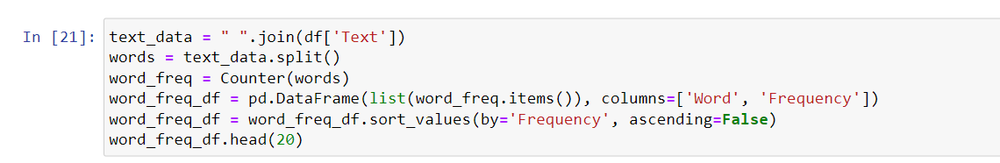 In [21]: text_data = " ".join(df['Text'])
words = text_data.split()
word_freq = Counter(words)
word_freq_df = pd.DataFrame(list(word_freq.items()), columns=['Word', 'Frequency'])
word_freq_df = word_freq_df.sort_values(by='Frequency', ascending=False)
word_freq_df.head(20)